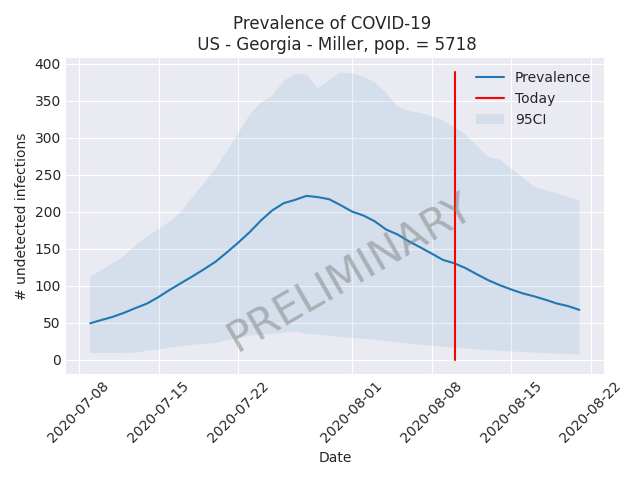 Prevalence of COVID-19
US - Georgia - Miller, pop. = 5718
# undetected infections
400
350
300
250
200
150
100
50
0
Prevalence
Today
95CI
PRELIMINARY
2020-07-08
2020-07-15
2020-07-22
2020-08-01
2020-08-08
2020-08-15
2020-08-22
Date